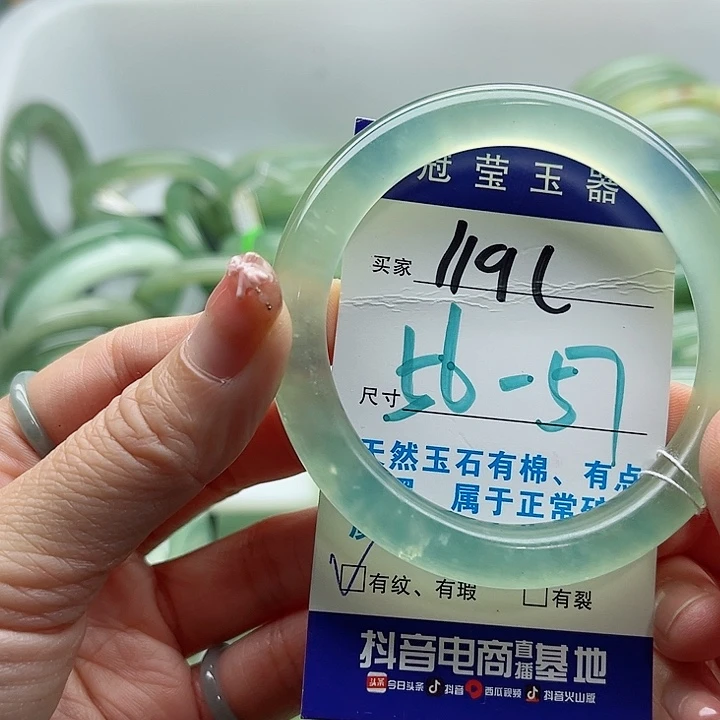 冠莹玉器
买家 119L
尺寸 56-57
天然玉石有棉、有点
属于正常
有纹、有瑕 有裂
抖音电商直播基地
今日头条 抖音 西瓜视频 抖音火山版